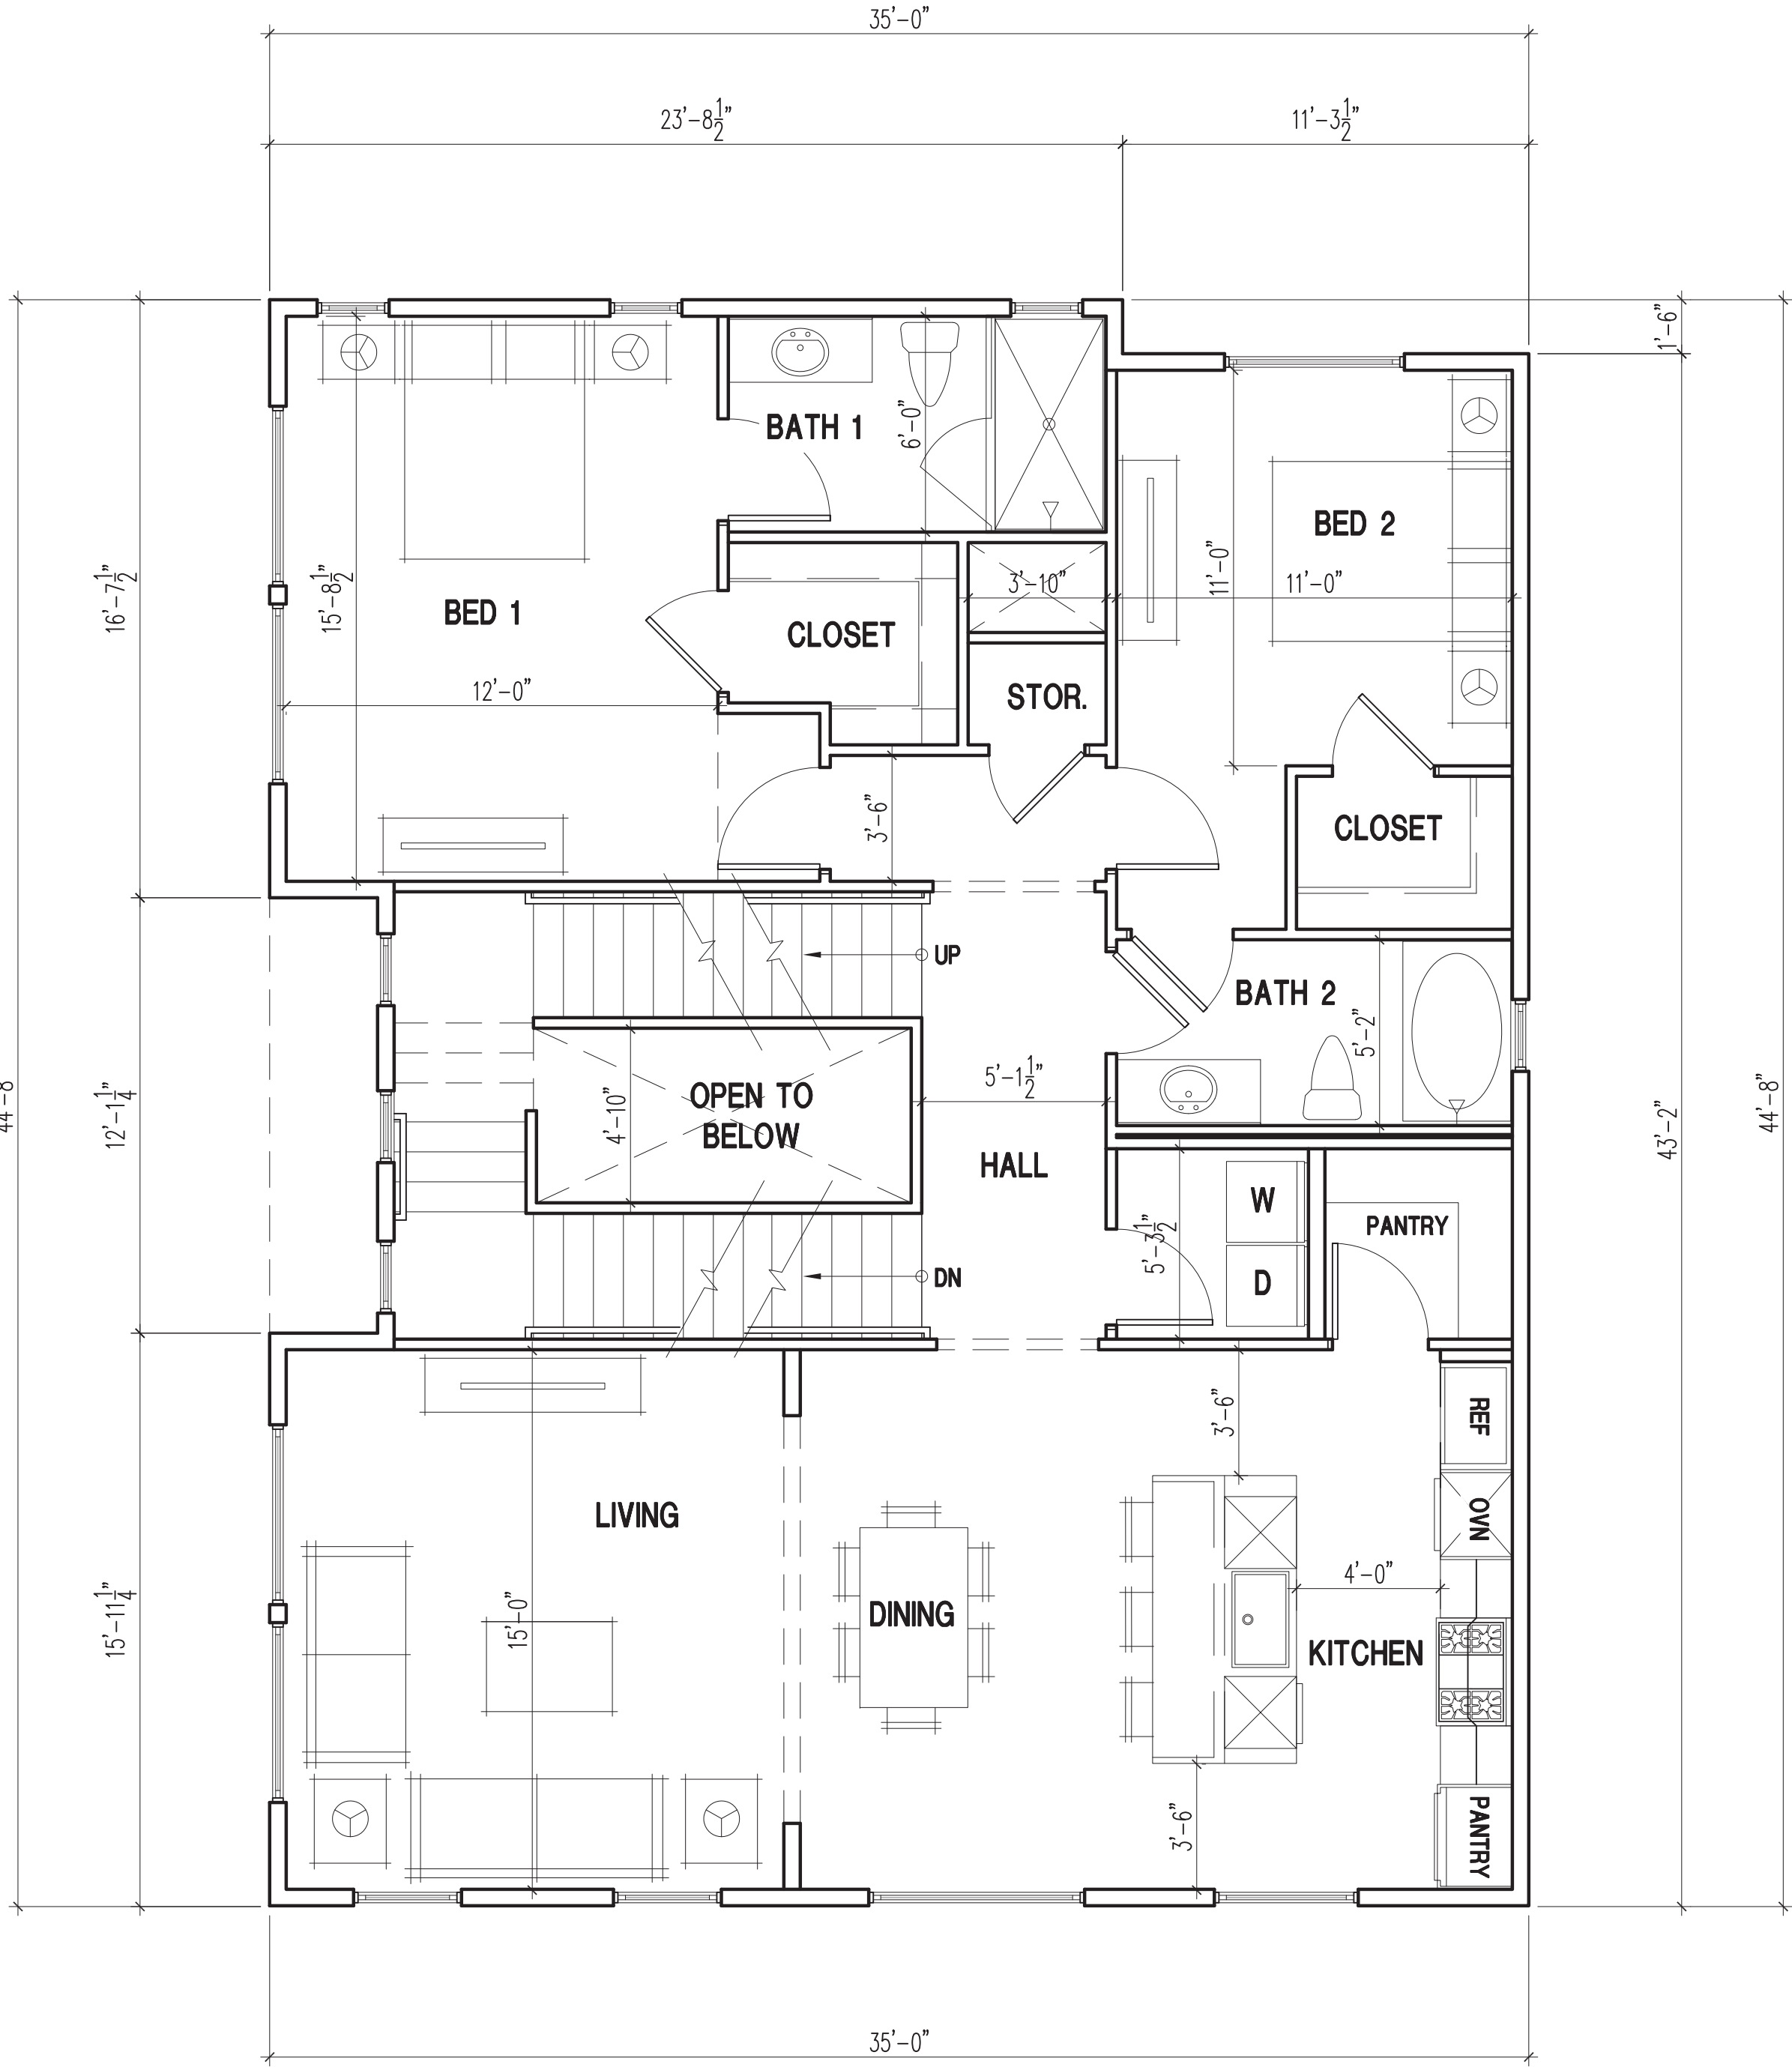 35'-0"
23'-8 1/2"
11'-3 1/2"
1'-6"
BATH 1
6'-0"
BED 2
11'-0"
11'-0"
3'-10"
16'-7 1/2"
15'-8 1/2"
BED 1
CLOSET
12'-0"
STOR.
3'-6"
CLOSET
UP
BATH 2
5'-2"
5'-1 1/2"
OPEN TO
BELOW
4'-10"
12'-1 1/4"
44'-8
43'-2"
44'-8"
HALL
W
D
5'-3 1/2"
PANTRY
DN
3'-6"
REF
LIVING
OVN
15'-0"
DINING
4'-0"
KITCHEN
15'-11 1/4"
3'-6"
PANTRY
35'-0"